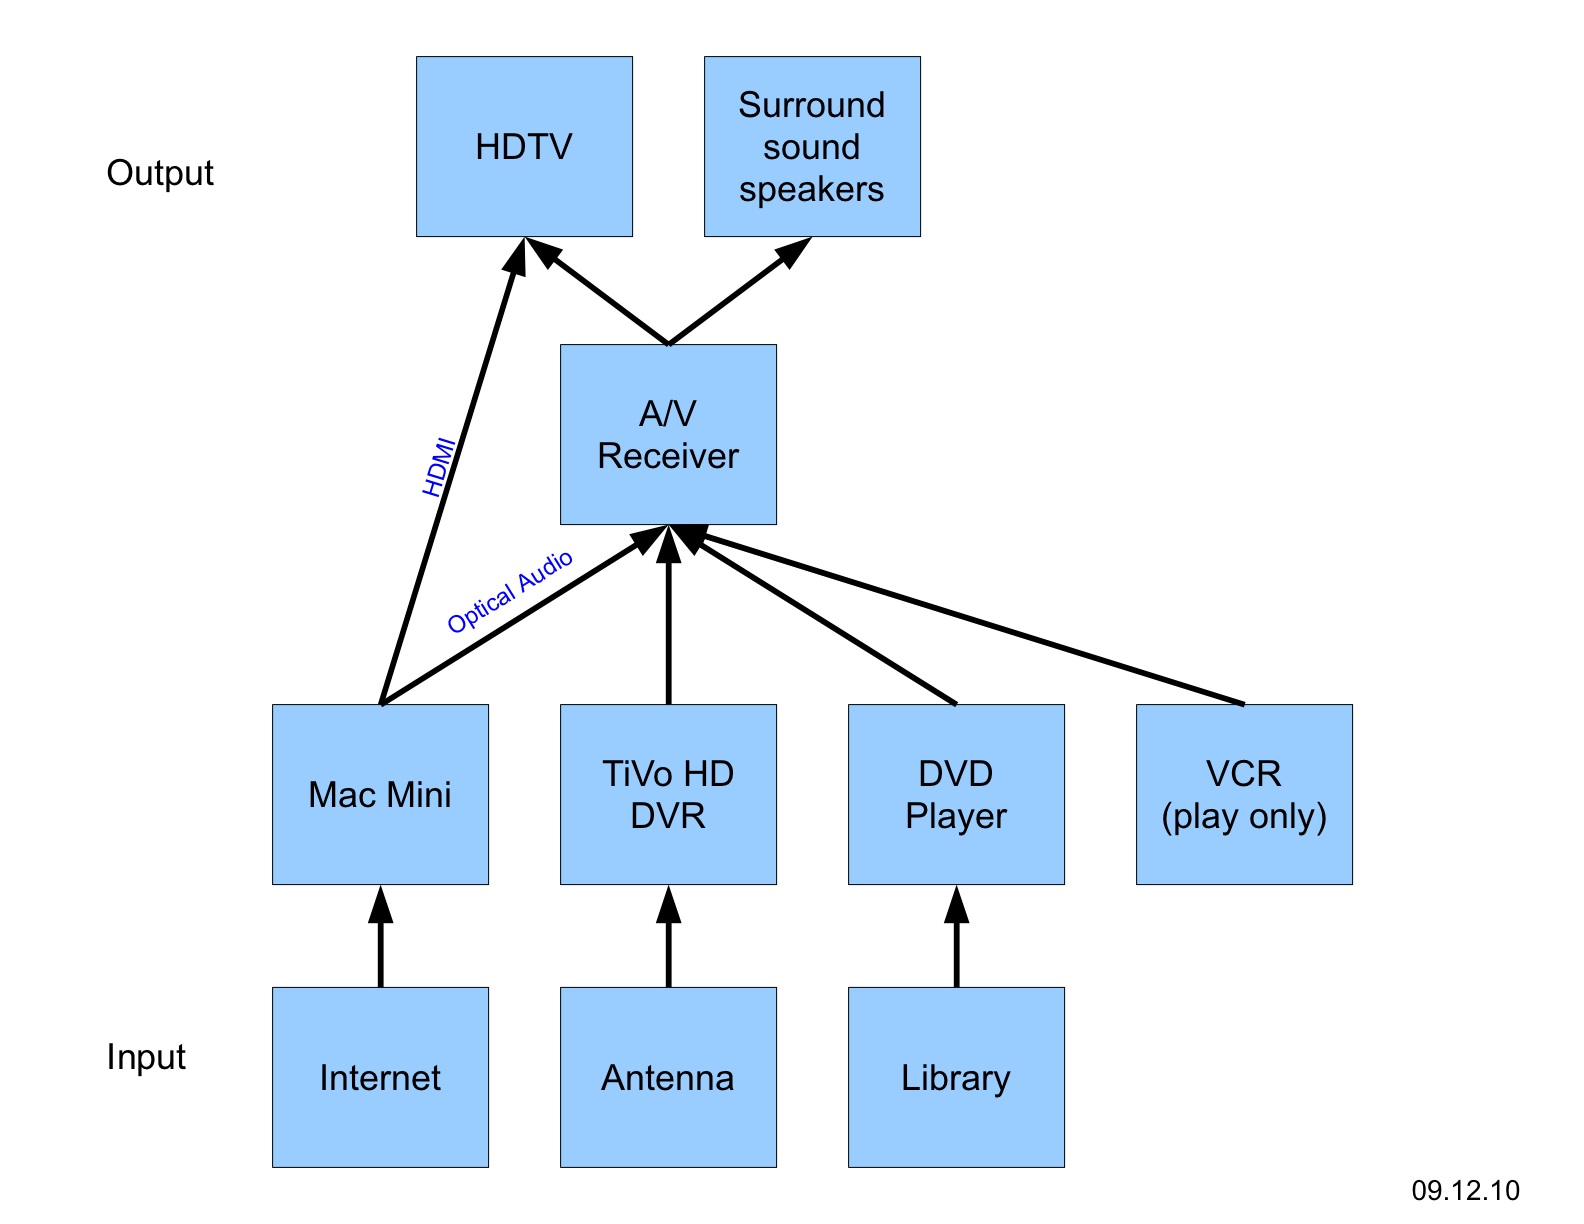 HDTV
Surround
sound
speakers
Output
A/V
Receiver
HDMI
Optical Audio
Mac Mini
TiVo HD
DVR
DVD
Player
VCR
(play only)
Input
Internet
Antenna
Library
09.12.10